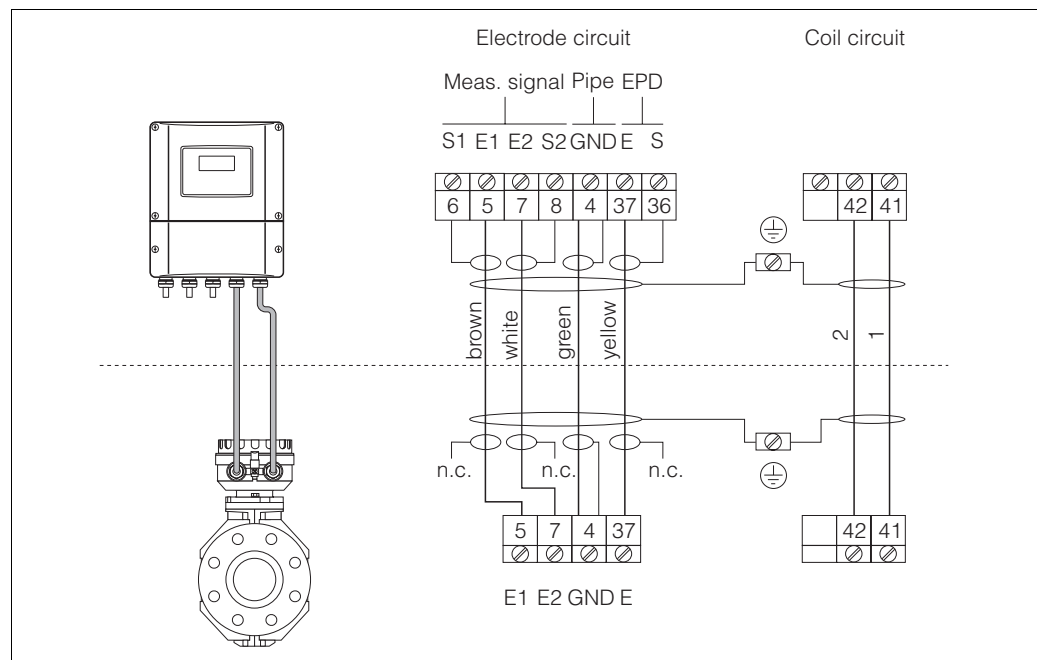 Electrode circuit Coil circuit
Meas. signal Pipe EPD
S1 E1 E2 S2 GND E S
6 5 7 8 4 37 36 42 41
brown white green yellow 2 1
n.c. n.c. n.c.
5 7 4 37 42 41
E1 E2 GND E